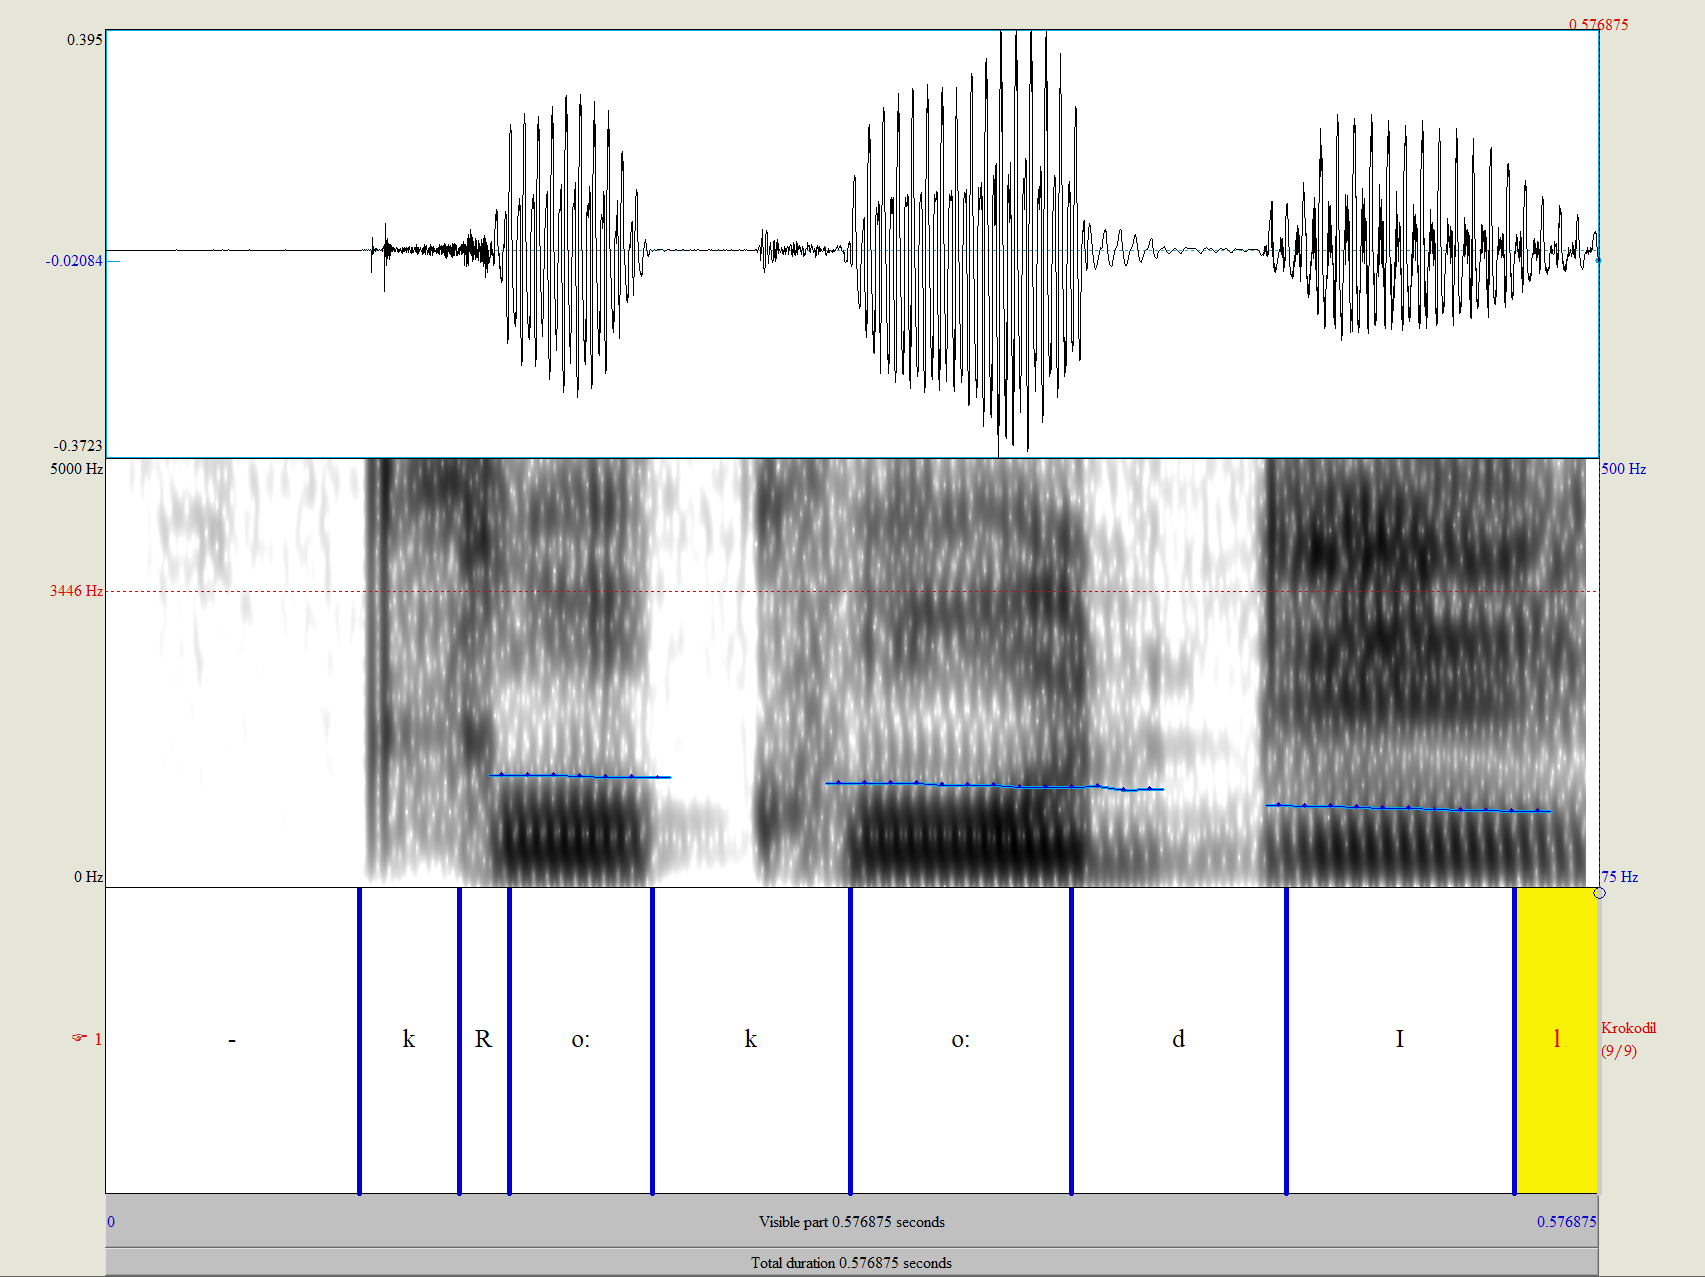 0.576875
0.395
-0.02084
-0.3723
5000 Hz
500 Hz
3446 Hz
0 Hz
75 Hz
☞ 1
- k R o: k o: d I l
Krokodil
(9/9)
0 Visible part 0.576875 seconds 0.576875
Total duration 0.576875 seconds